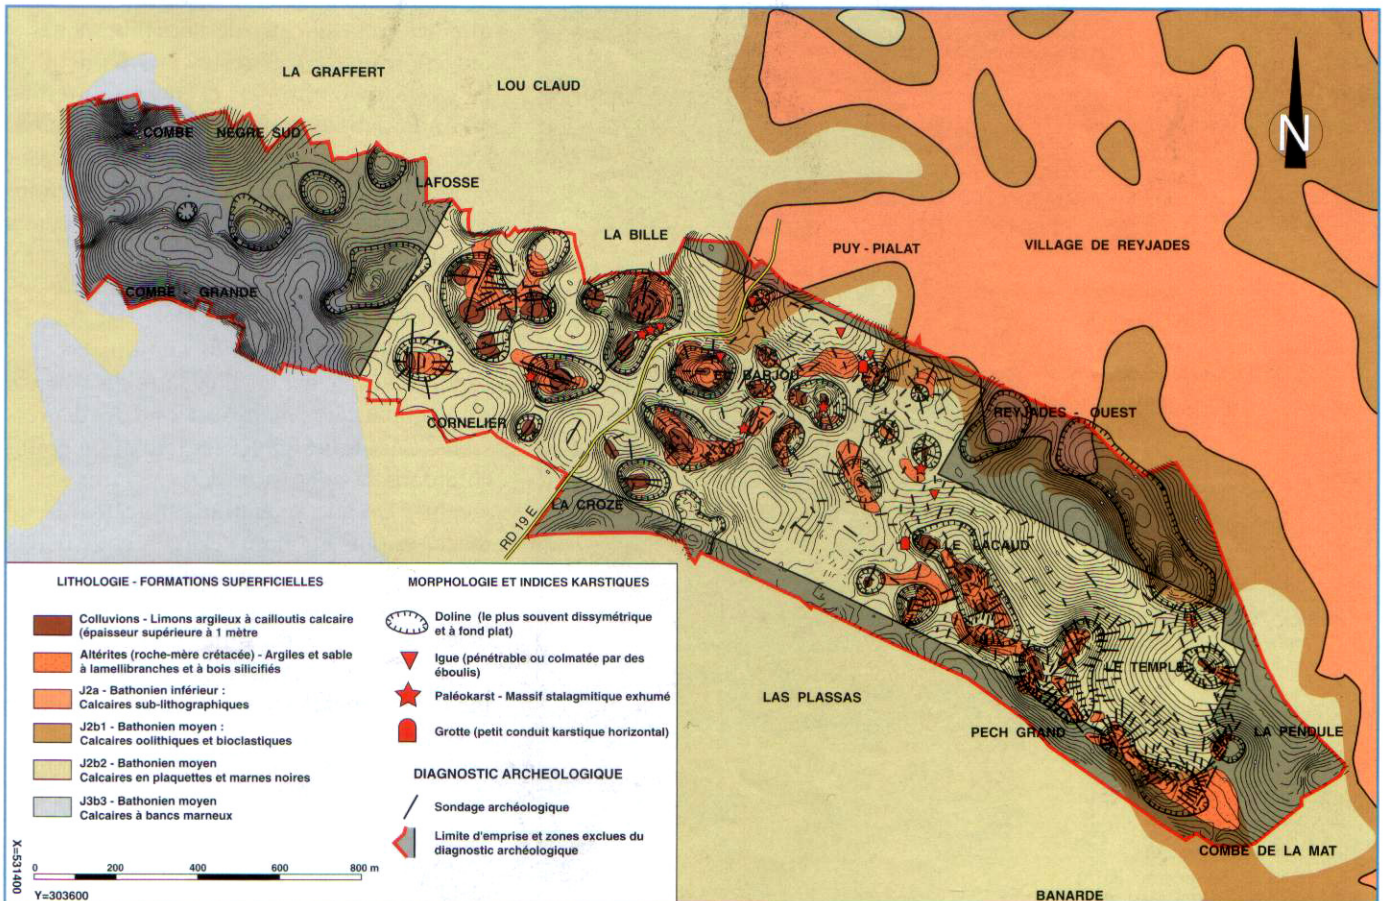 LA GRAFFERT
LOU CLAUD
COMBE NEGRE SUD
LAFOSSE
LA BILLE
PUY - PIALAT
VILLAGE DE REYJADES
N
COMBE - GRANDE
BARJOU
CORNELIER
REYJADES - OUEST
LA CROZE
RD 19 E
LACAUD
LE TEMPLE
LAS PLASSAS
PECH GRAND
LA PENDULE
COMBE DE LA MAT
BANARDE
LITHOLOGIE - FORMATIONS SUPERFICIELLES
Colluvions - Limons argileux à cailloutis calcaire
(épaisseur supérieure à 1 mètre
Altérites (roche-mère crétacée) - Argiles et sable
à lamellibranches et à bois silicifiés
J2a - Bathonien inférieur :
Calcaires sub-lithographiques
J2b1 - Bathonien moyen :
Calcaires oolithiques et bioclastiques
J2b2 - Bathonien moyen
Calcaires en plaquettes et marnes noires
J3b3 - Bathonien moyen
Calcaires à bancs marneux
MORPHOLOGIE ET INDICES KARSTIQUES
Doline (le plus souvent dissymétrique
et à fond plat)
Igue (pénétrable ou colmatée par des
éboulis)
Paléokarst - Massif stalagmitique exhumé
Grotte (petit conduit karstique horizontal)
DIAGNOSTIC ARCHEOLOGIQUE
Sondage archéologique
Limite d'emprise et zones exclues du
diagnostic archéologique
X=531400
0 200 400 600 800 m
Y=303600